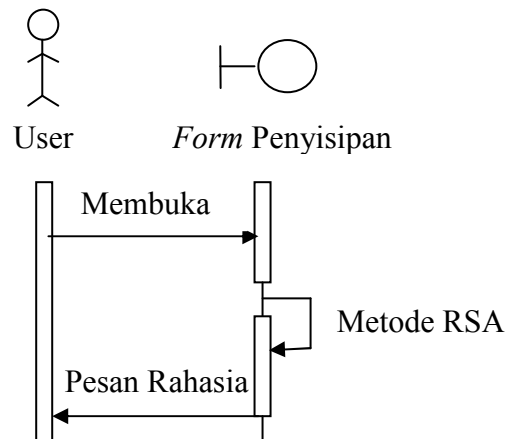 User
Form Penyisipan
Membuka
Metode RSA
Pesan Rahasia